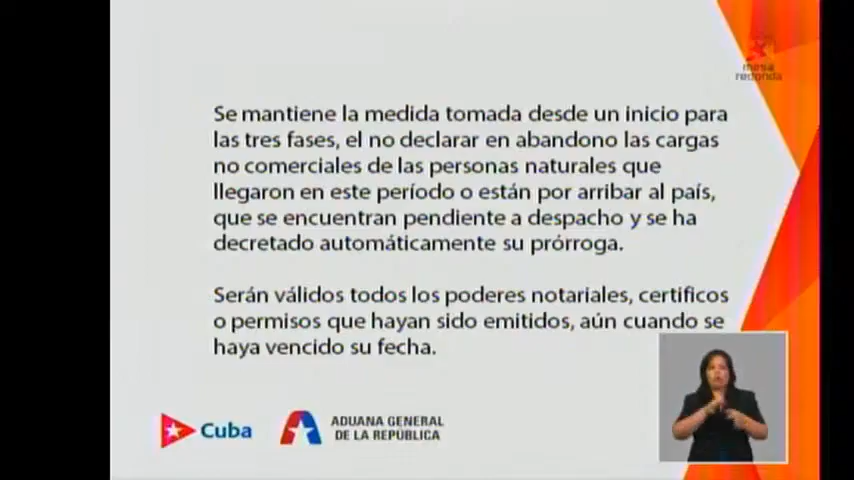 mesa
redonda
Se mantiene la medida tomada desde un inicio para
las tres fases, el no declarar en abandono las cargas
no comerciales de las personas naturales que
llegaron en este período o están por arribar al país,
que se encuentran pendiente a despacho y se ha
decretado automáticamente su prórroga.
Serán válidos todos los poderes notariales, certificos
o permisos que hayan sido emitidos, aún cuando se
haya vencido su fecha.
Cuba
ADUANA GENERAL
DE LA REPÚBLICA